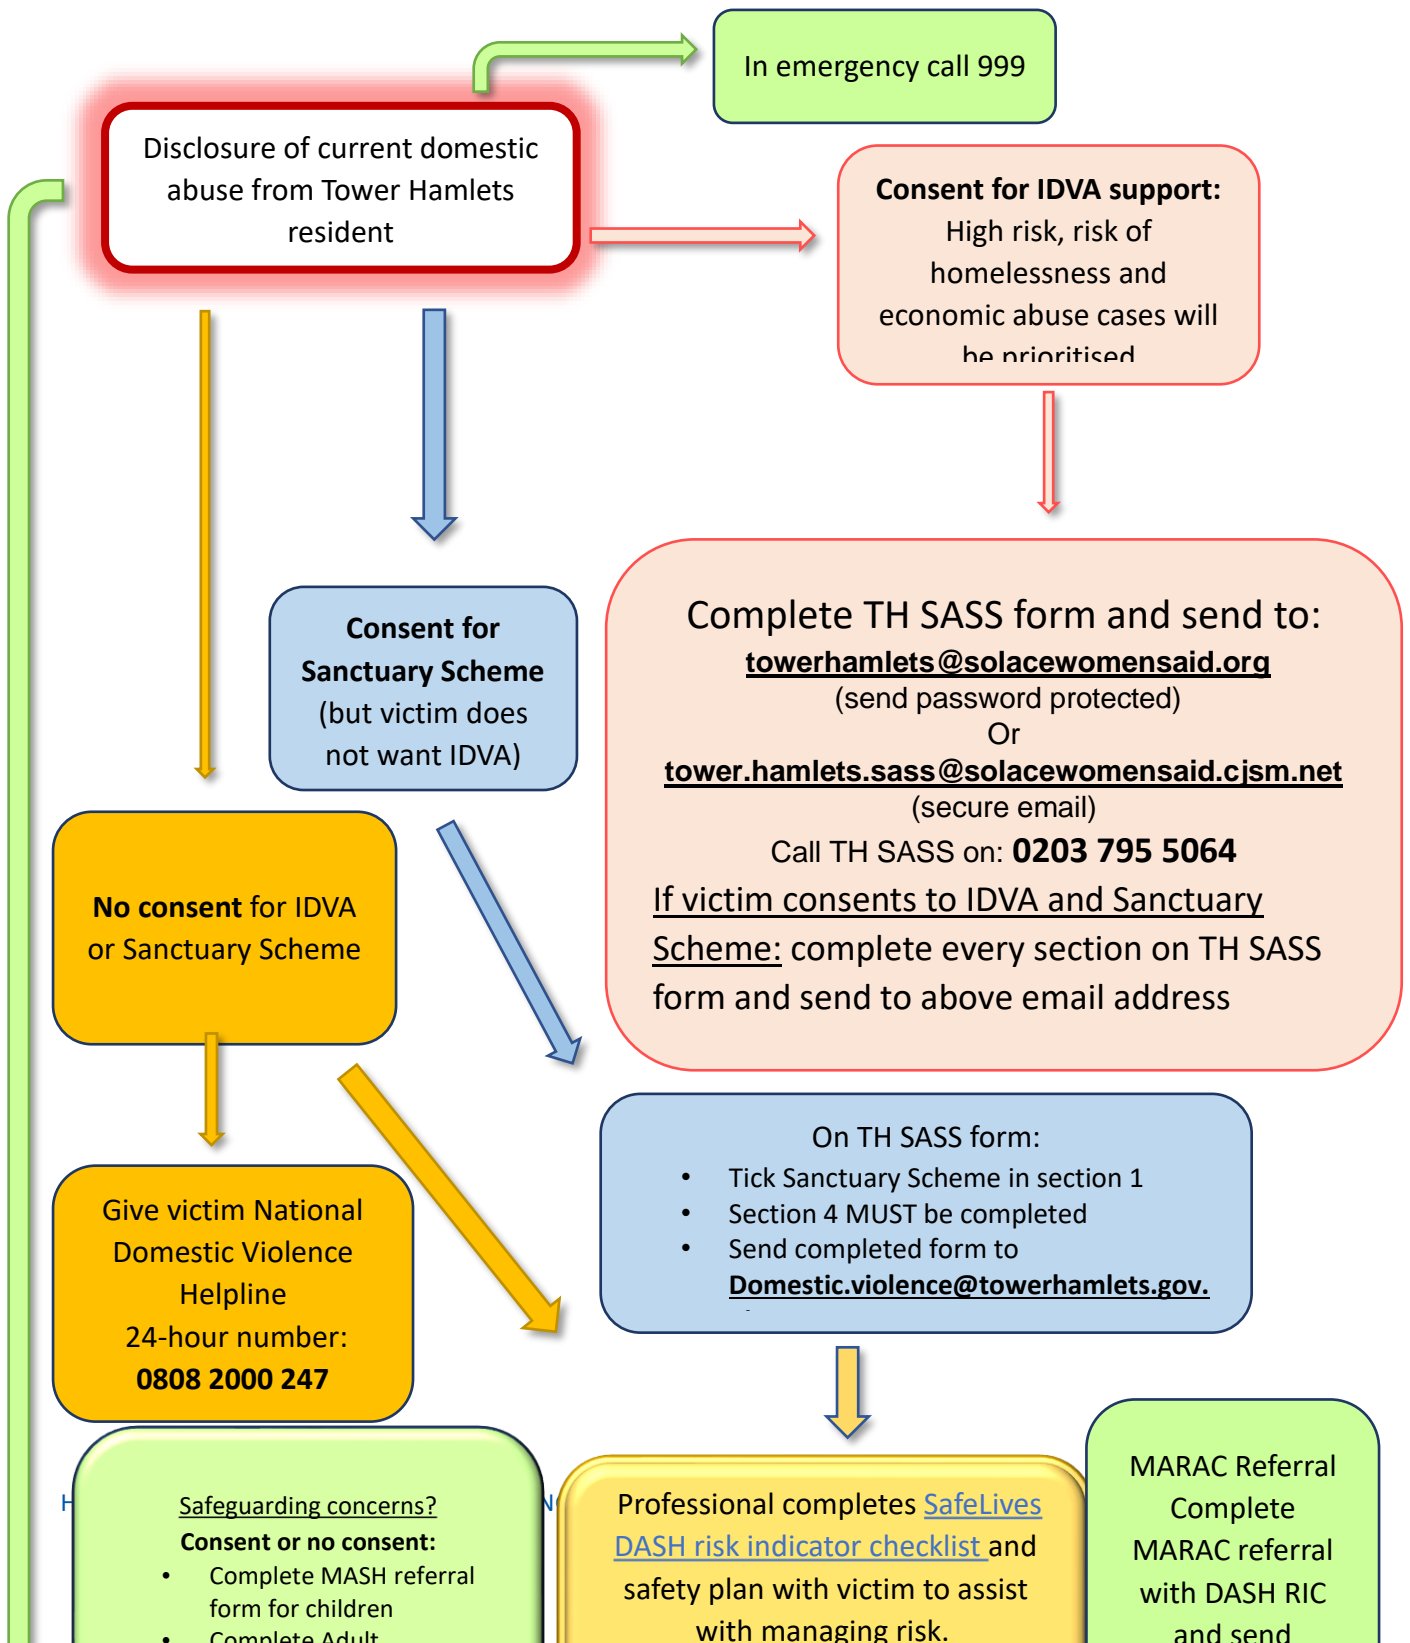 In emergency call 999
Disclosure of current domestic
abuse from Tower Hamlets
resident
Consent for IDVA support:
High risk, risk of
homelessness and
economic abuse cases will
be prioritised
Consent for
Sanctuary Scheme
(but victim does
not want IDVA)
Complete TH SASS form and send to:
towerhamlets@solacewomensaid.org
(send password protected)
Or
tower.hamlets.sass@solacewomensaid.cjsm.net
(secure email)
Call TH SASS on: 0203 795 5064
If victim consents to IDVA and Sanctuary
Scheme: complete every section on TH SASS
form and send to above email address
No consent for IDVA
or Sanctuary Scheme
On TH SASS form:
• Tick Sanctuary Scheme in section 1
• Section 4 MUST be completed
• Send completed form to
Domestic.violence@towerhamlets.gov.
Give victim National
Domestic Violence
Helpline
24-hour number:
0808 2000 247
Safeguarding concerns?
Consent or no consent:
• Complete MASH referral
form for children
• Complete Adult
Professional completes SafeLives
DASH risk indicator checklist and
safety plan with victim to assist
with managing risk.
MARAC Referral
Complete
MARAC referral
with DASH RIC
and send